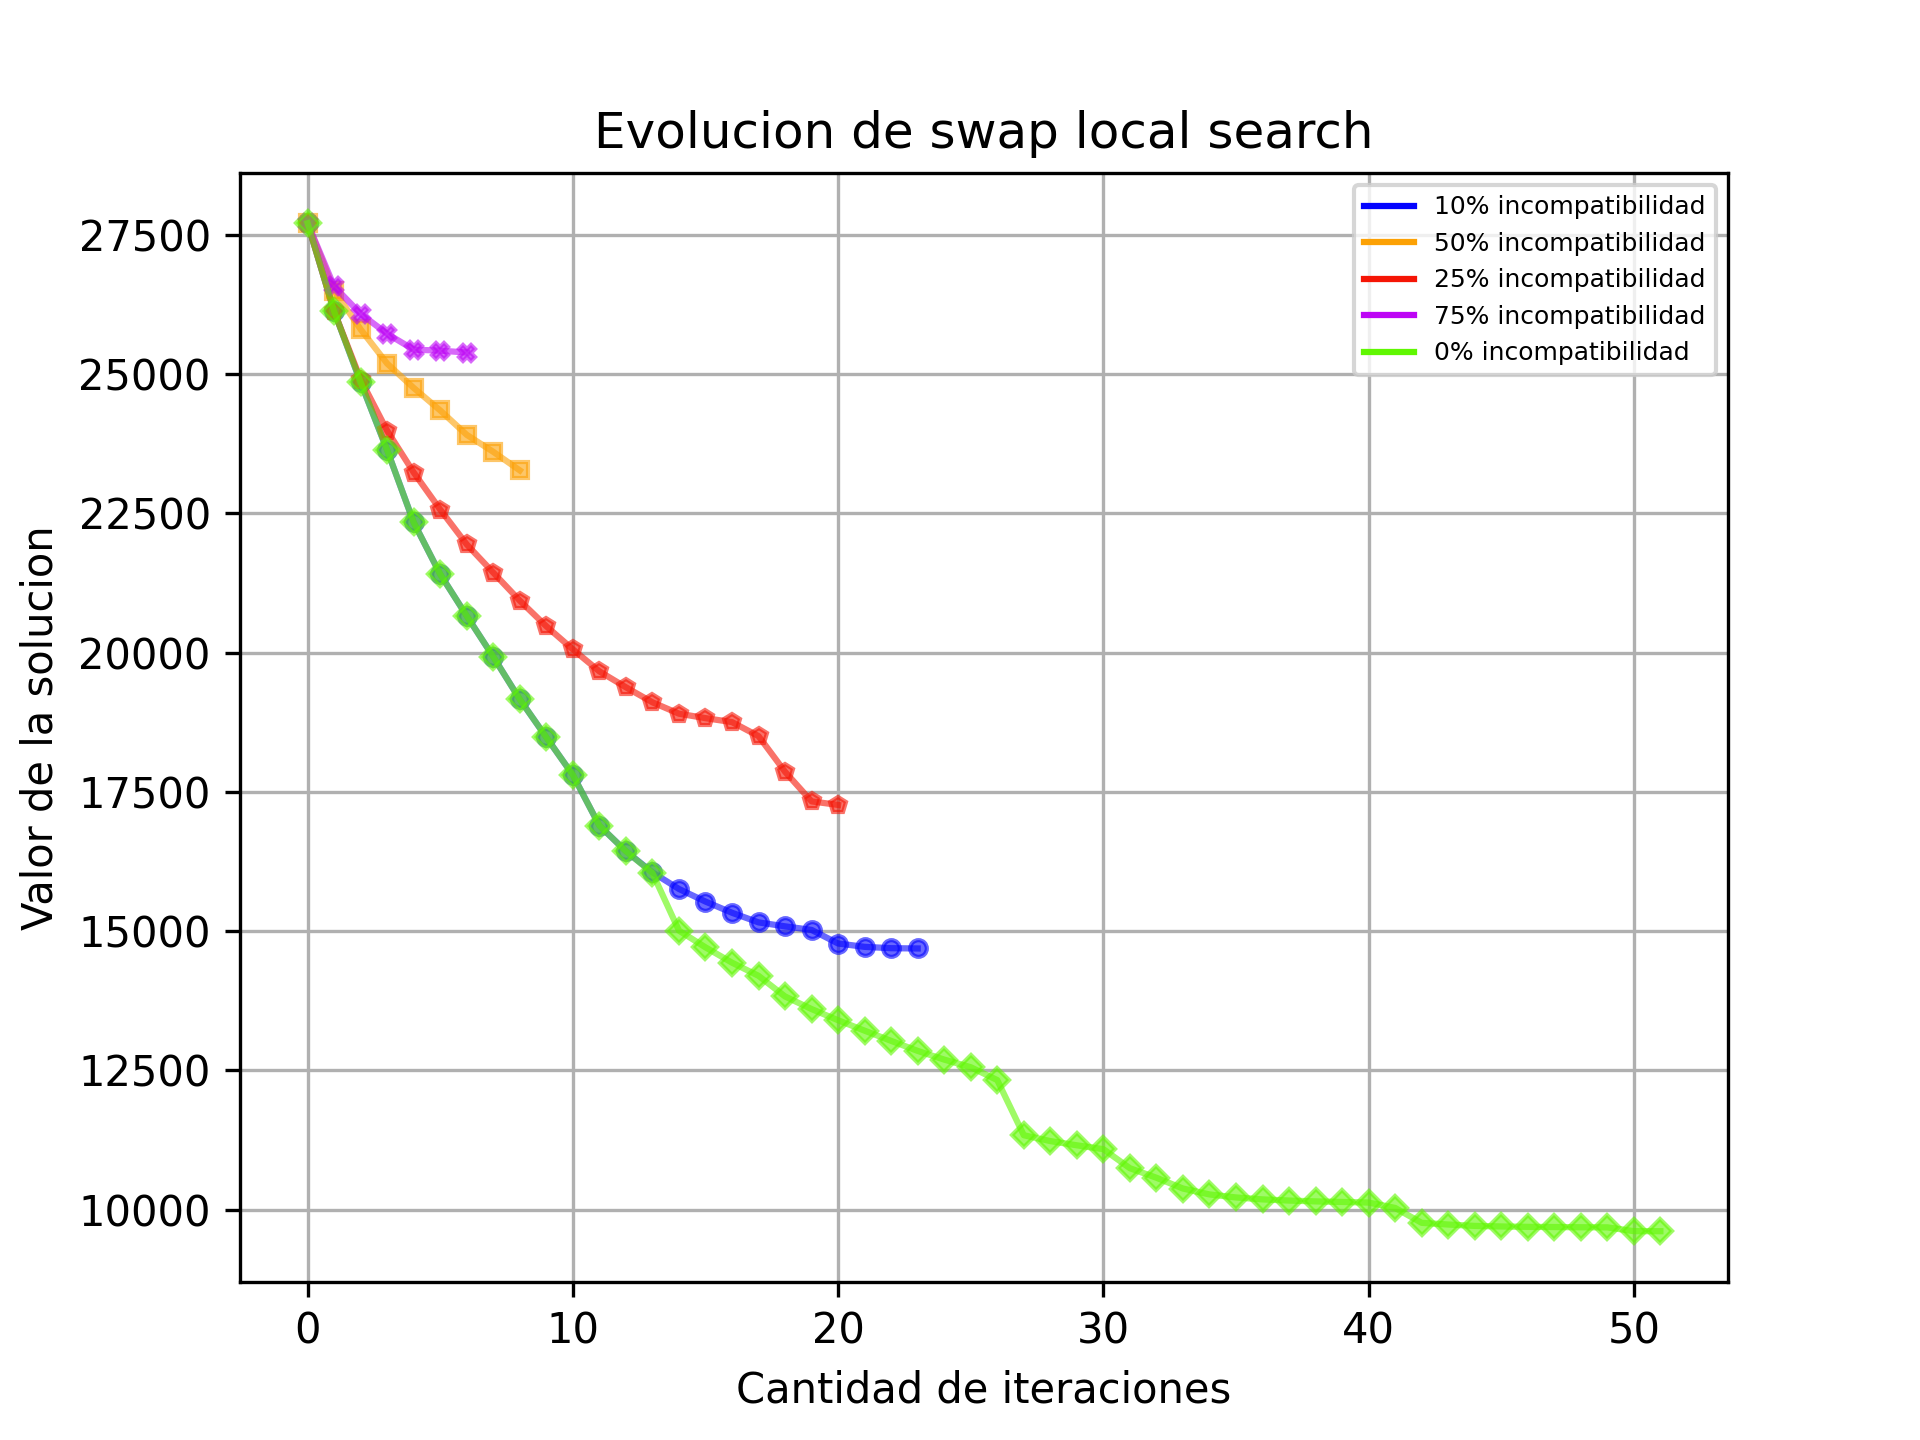 Evolucion de swap local search
10% incompatibilidad
50% incompatibilidad
25% incompatibilidad
75% incompatibilidad
0% incompatibilidad
Valor de la solucion
27500
25000
22500
20000
17500
15000
12500
10000
0 10 20 30 40 50
Cantidad de iteraciones